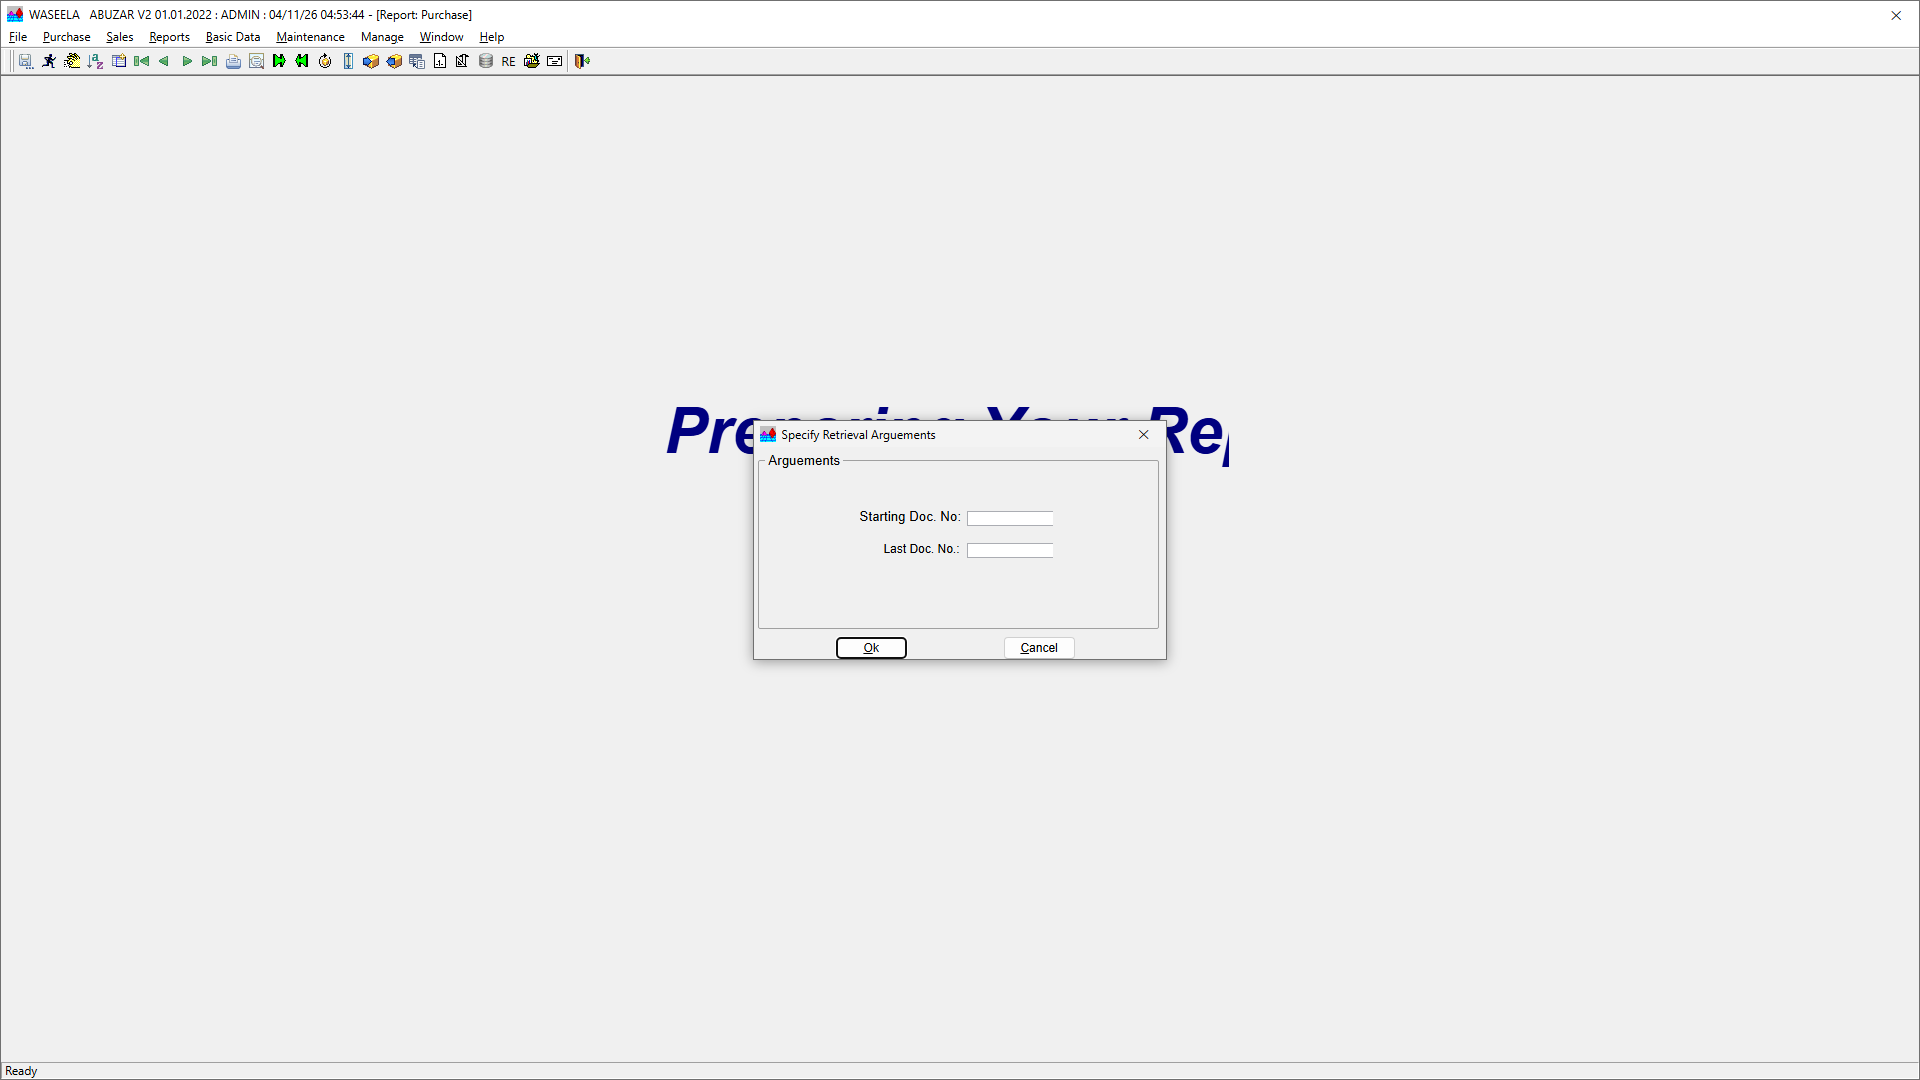 WASEELA   ABUZAR V2 01.01.2022 : ADMIN : 04/11/26 04:53:44 - [Report: Purchase]
File Purchase Sales Reports Basic Data Maintenance Manage Window Help
RE
Specify Retrieval Arguements
Arguements
Starting Doc. No:
Last Doc. No.:
Ok Cancel
Ready